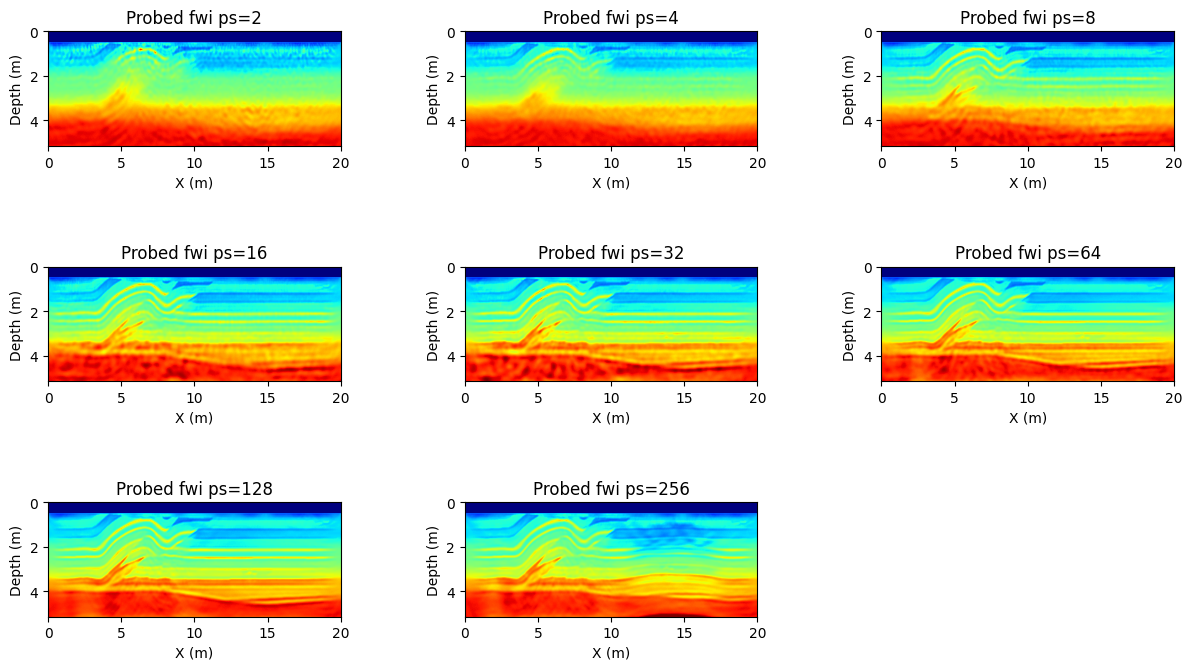 Probed fwi ps=2
0
2
4
Depth (m)
0 5 10 15 20
X (m)
Probed fwi ps=4
0
2
4
Depth (m)
0 5 10 15 20
X (m)
Probed fwi ps=8
0
2
4
Depth (m)
0 5 10 15 20
X (m)
Probed fwi ps=16
0
2
4
Depth (m)
0 5 10 15 20
X (m)
Probed fwi ps=32
0
2
4
Depth (m)
0 5 10 15 20
X (m)
Probed fwi ps=64
0
2
4
Depth (m)
0 5 10 15 20
X (m)
Probed fwi ps=128
0
2
4
Depth (m)
0 5 10 15 20
X (m)
Probed fwi ps=256
0
2
4
Depth (m)
0 5 10 15 20
X (m)